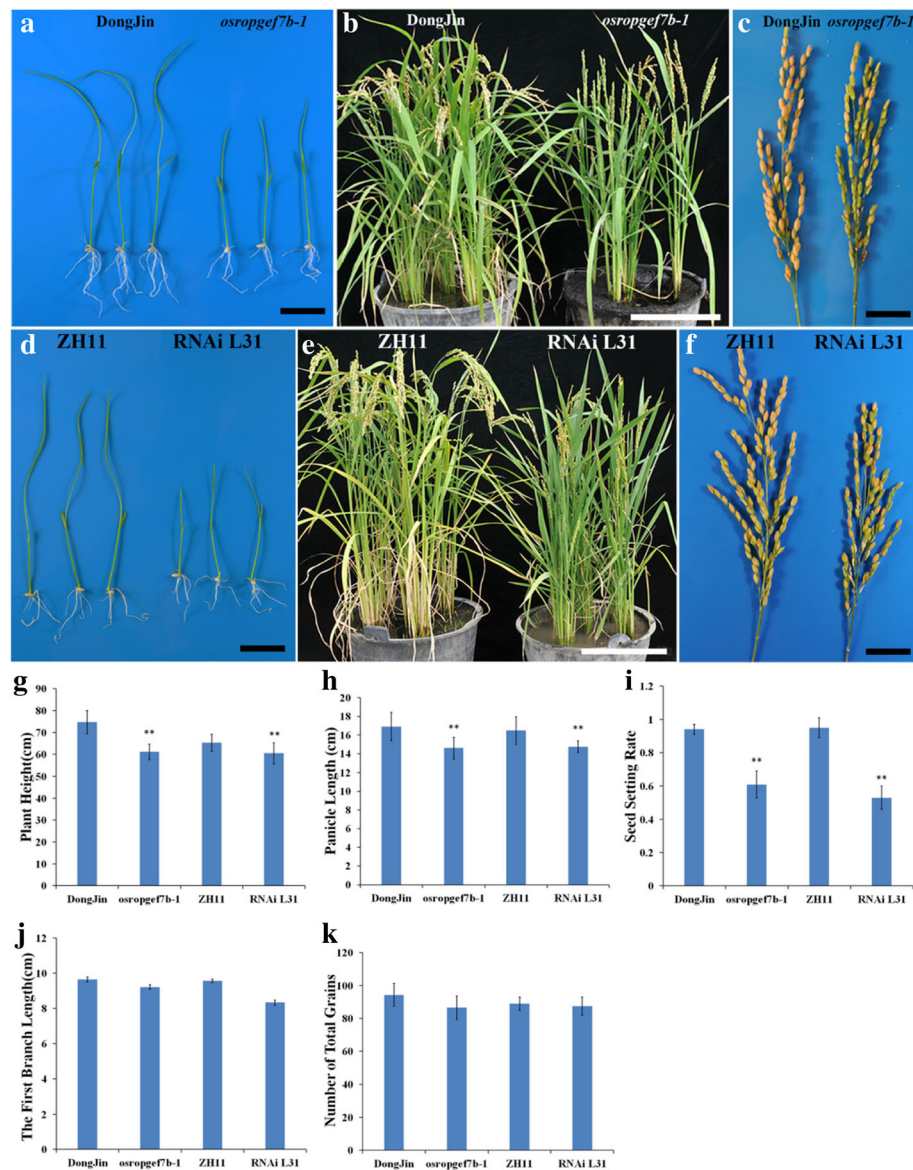 a DongJin osropgef7b-1
b DongJin osropgef7b-1
c DongJin osropgef7b-1
d ZH11 RNAi L31
e ZH11 RNAi L31
f ZH11 RNAi L31
g
Plant Height(cm)
90
80
70
60
50
40
30
20
10
0
**
**
DongJin osropgef7b-1 ZH11 RNAi L31
h
Panicle Length (cm)
20
18
16
14
12
10
8
6
4
2
0
**
**
DongJin osropgef7b-1 ZH11 RNAi L31
i
Seed Setting Rate
1.2
1
0.8
0.6
0.4
0.2
0
**
**
DongJin osropgef7b-1 ZH11 RNAi L31
j
The First Branch Length(cm)
12
10
8
6
4
2
0
DongJin osropgef7b-1 ZH11 RNAi L31
k
Number of Total Grains
120
100
80
60
40
20
0
DongJin osropgef7b-1 ZH11 RNAi L31